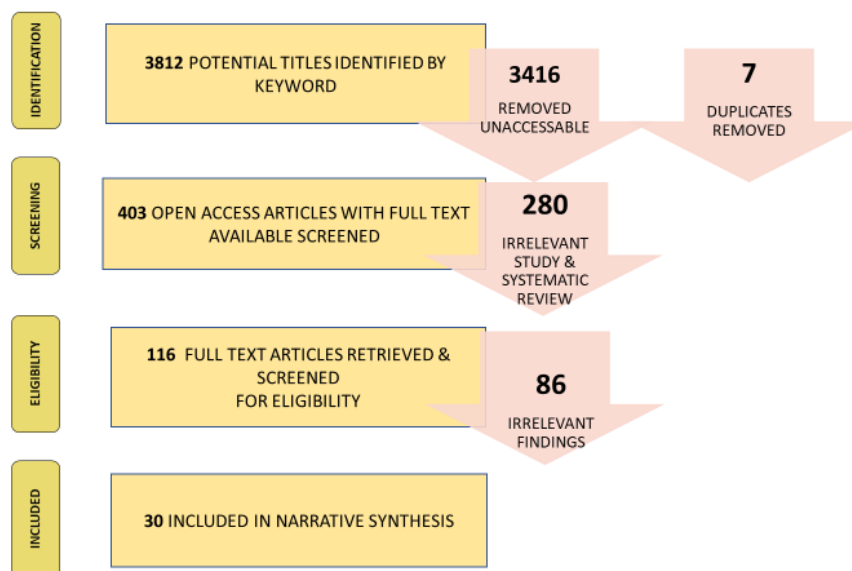 IDENTIFICATION
3812 POTENTIAL TITLES IDENTIFIED BY
KEYWORD
3416
REMOVED
UNACCESSABLE
7
DUPLICATES
REMOVED
SCREENING
403 OPEN ACCESS ARTICLES WITH FULL TEXT
AVAILABLE SCREENED
280
IRRELEVANT
STUDY &
SYSTEMATIC
REVIEW
ELIGIBILITY
116 FULL TEXT ARTICLES RETRIEVED &
SCREENED
FOR ELIGIBILITY
86
IRRELEVANT
FINDINGS
INCLUDED
30 INCLUDED IN NARRATIVE SYNTHESIS